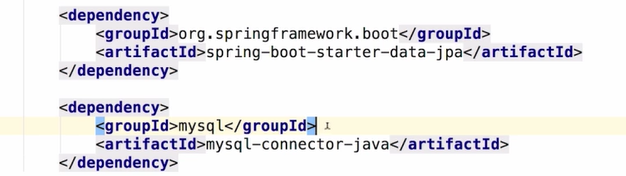 <dependency>
<groupId>org.springframework.boot</groupId>
<artifactId>spring-boot-starter-data-jpa</artifactId>
</dependency>
<dependency>
<groupId>mysql</groupId>
<artifactId>mysql-connector-java</artifactId>
</dependency>